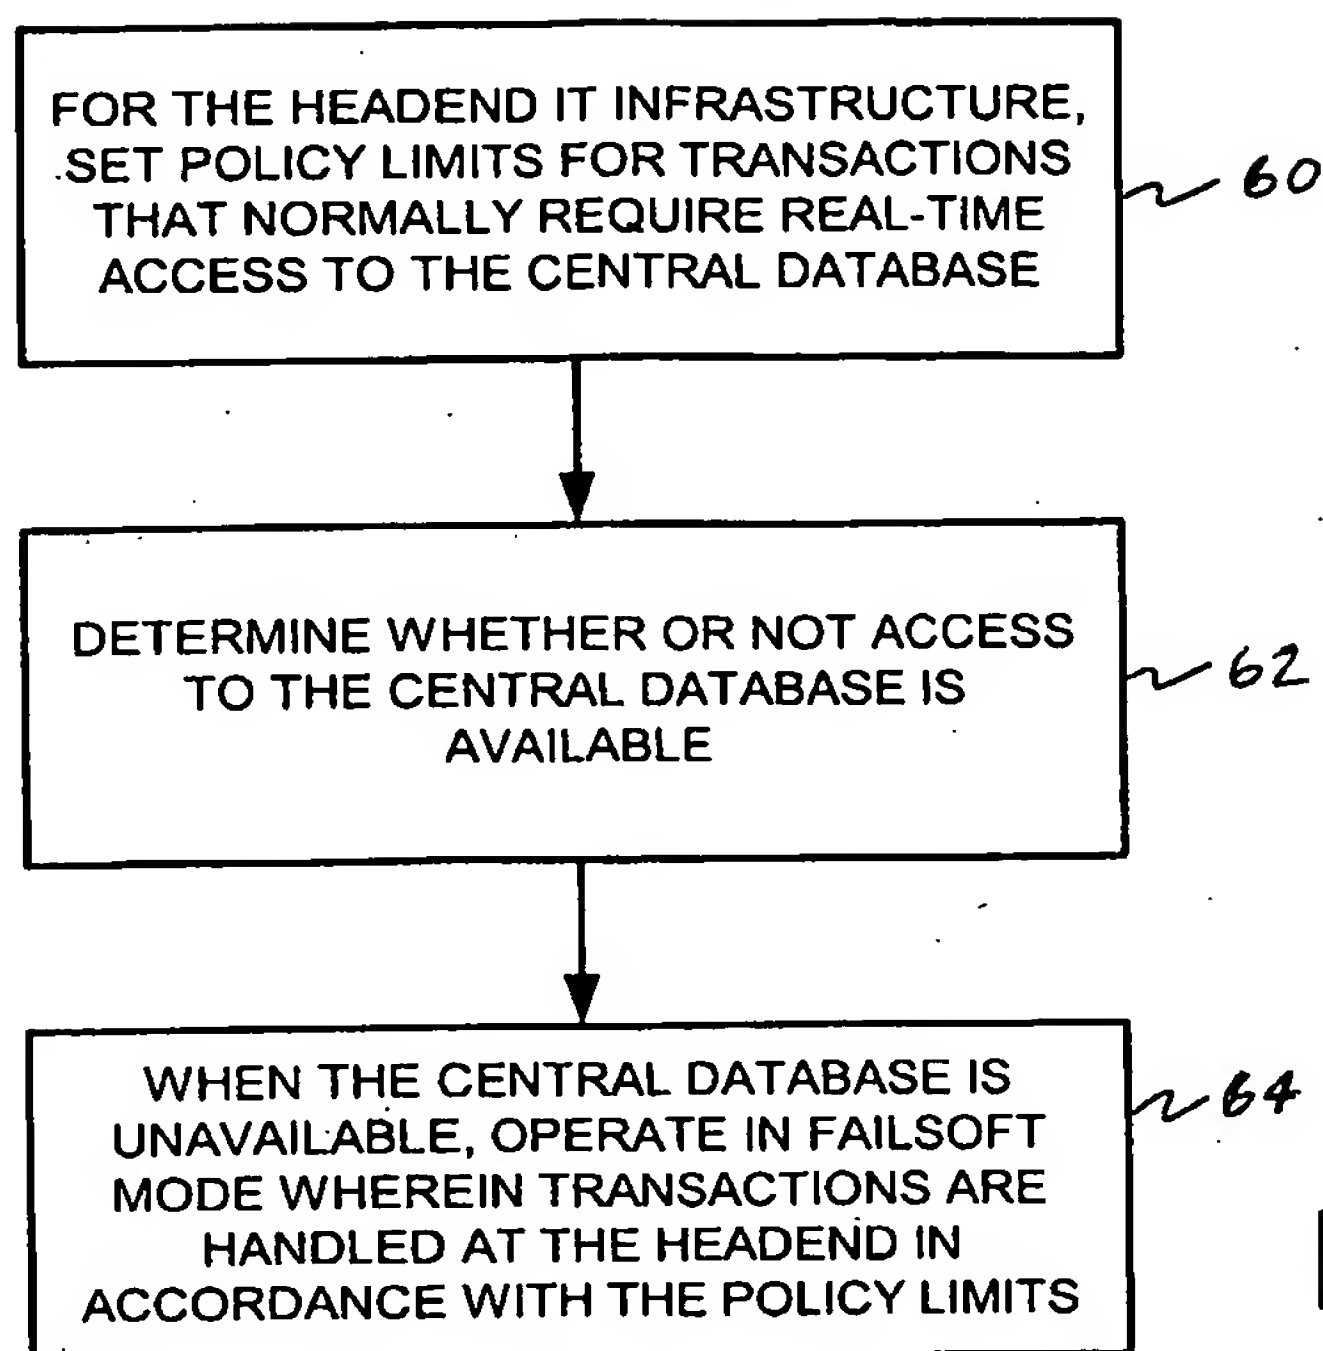 FOR THE HEADEND IT INFRASTRUCTURE,
SET POLICY LIMITS FOR TRANSACTIONS
THAT NORMALLY REQUIRE REAL-TIME
ACCESS TO THE CENTRAL DATABASE
60
DETERMINE WHETHER OR NOT ACCESS
TO THE CENTRAL DATABASE IS
AVAILABLE
62
WHEN THE CENTRAL DATABASE IS
UNAVAILABLE, OPERATE IN FAILSOFT
MODE WHEREIN TRANSACTIONS ARE
HANDLED AT THE HEADEND IN
ACCORDANCE WITH THE POLICY LIMITS
64